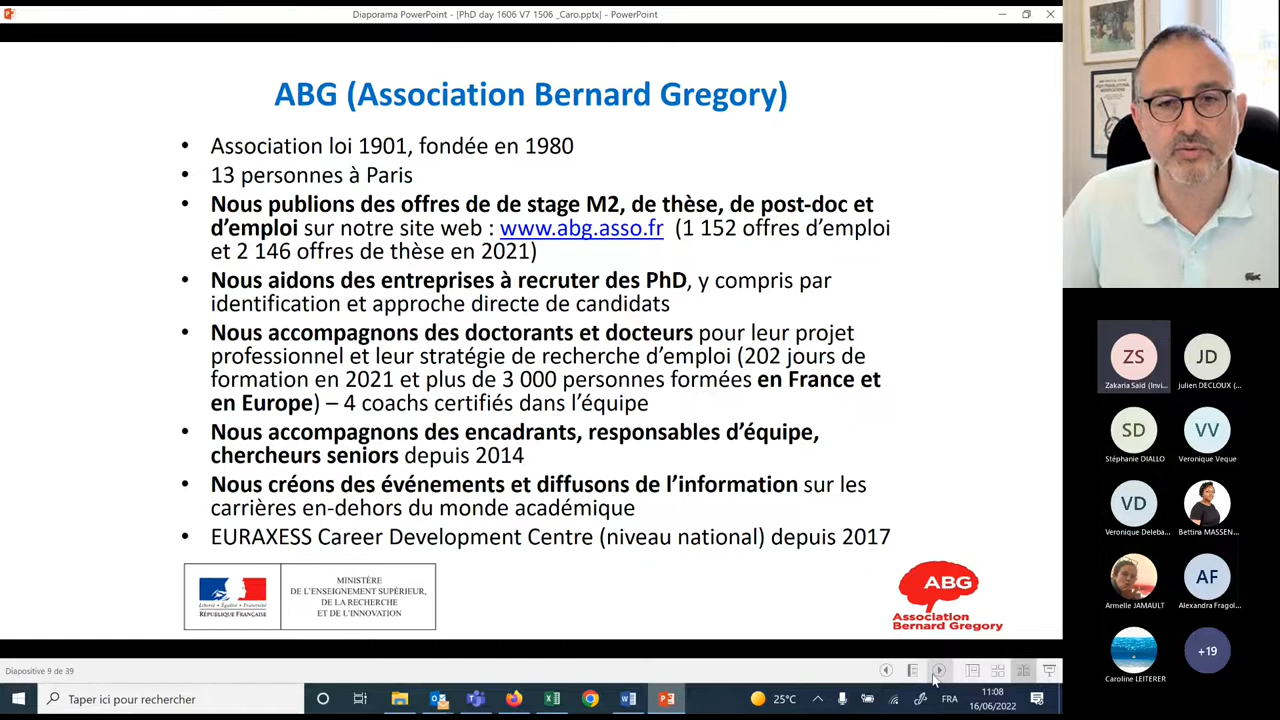 Diaporama PowerPoint - [PhD day 1606 V7 1506 _Caro.pptx] - PowerPoint
ABG (Association Bernard Gregory)
• Association loi 1901, fondée en 1980
• 13 personnes à Paris
• Nous publions des offres de de stage M2, de thèse, de post-doc et
d’emploi sur notre site web : www.abg.asso.fr (1 152 offres d’emploi
et 2 146 offres de thèse en 2021)
• Nous aidons des entreprises à recruter des PhD, y compris par
identification et approche directe de candidats
• Nous accompagnons des doctorants et docteurs pour leur projet
professionnel et leur stratégie de recherche d’emploi (202 jours de
formation en 2021 et plus de 3 000 personnes formées en France et
en Europe) – 4 coachs certifiés dans l’équipe
• Nous accompagnons des encadrants, responsables d’équipe,
chercheurs seniors depuis 2014
• Nous créons des événements et diffusons de l’information sur les
carrières en-dehors du monde académique
• EURAXESS Career Development Centre (niveau national) depuis 2017
Liberté • Égalité • Fraternité
RÉPUBLIQUE FRANÇAISE
MINISTÈRE
DE L’ENSEIGNEMENT SUPÉRIEUR,
DE LA RECHERCHE
ET DE L’INNOVATION
ABG
Association
Bernard Gregory
Diapositive 9 de 39
Taper ici pour rechercher
25°C
FRA
11:08
16/06/2022
ZS
Zakaria Said (Invi...
JD
julien DECLOUX (...
SD
Stéphanie DIALLO
VV
Veronique Veque
VD
Veronique Deleba...
Bettina MASSEN...
Armelle JAMAULT
AF
Alexandra Fragol...
Caroline LEITERER
+19